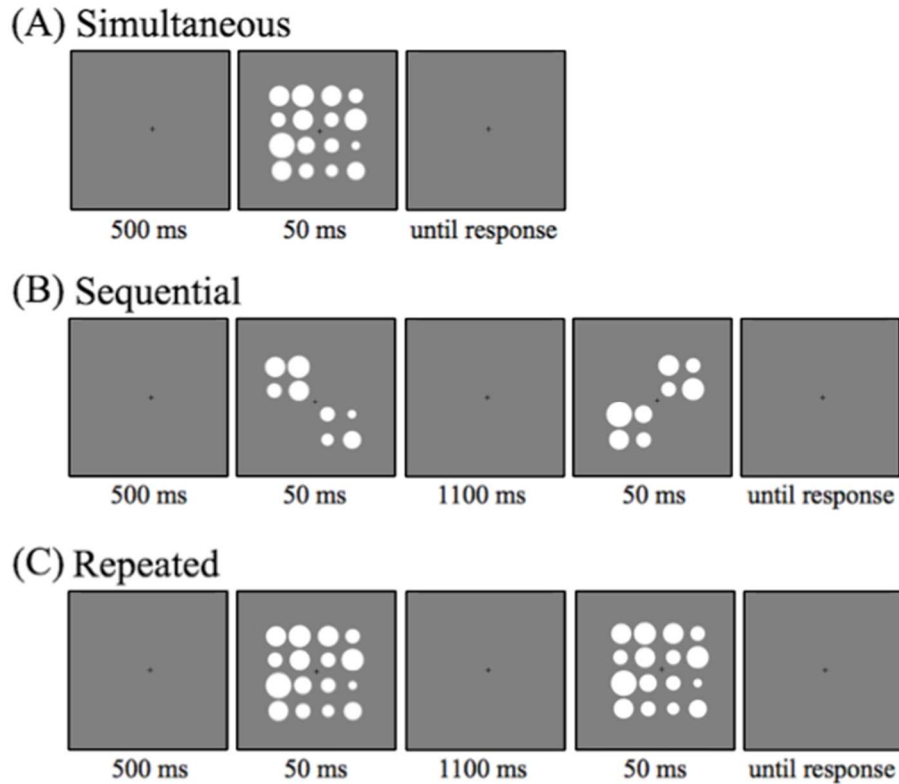 (A) Simultaneous
500 ms 50 ms until response
(B) Sequential
500 ms 50 ms 1100 ms 50 ms until response
(C) Repeated
500 ms 50 ms 1100 ms 50 ms until response